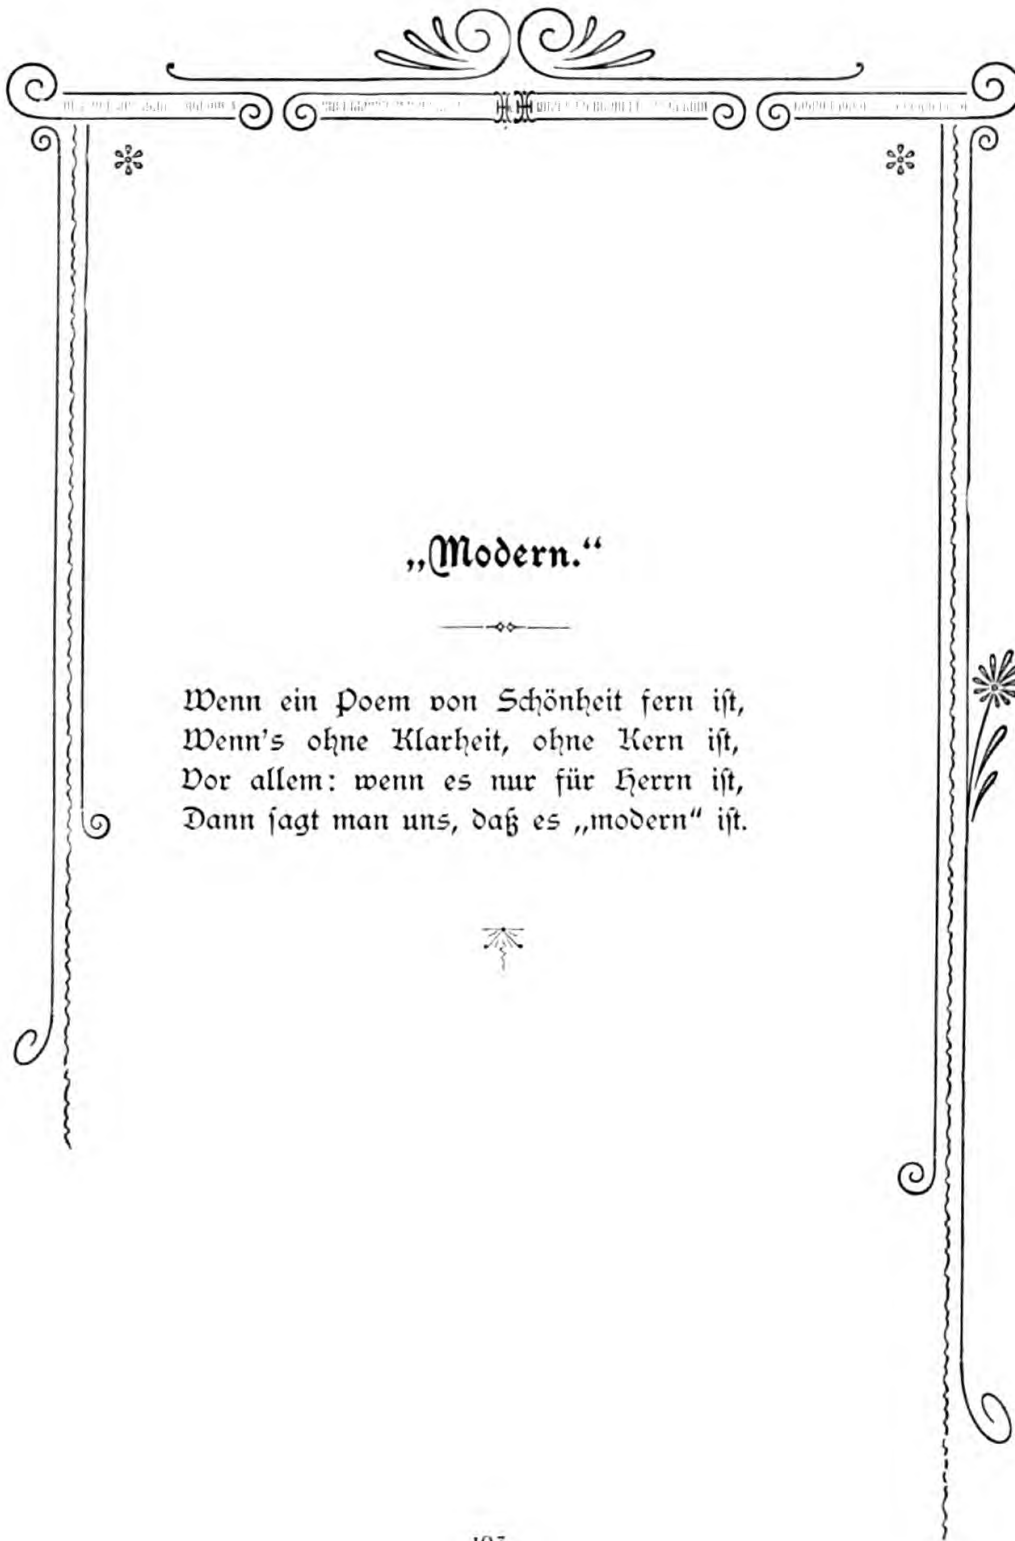 „Modern.“
Wenn ein Poem von Schönheit fern ist,
Wenn's ohne Klarheit, ohne Kern ist,
Vor allem: wenn es nur für Herrn ist,
Dann sagt man uns, daß es „modern" ist.